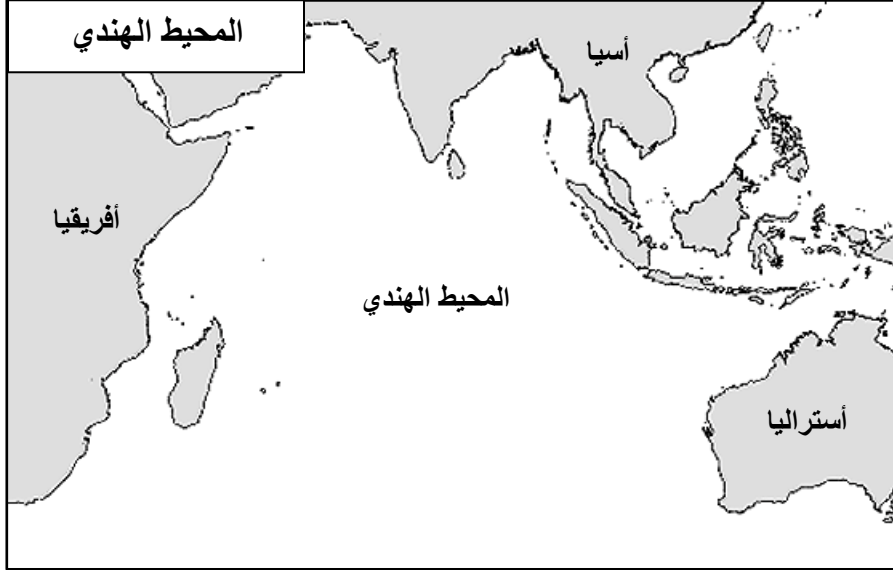 المحيط الهندي
أسيا
أفريقيا
المحيط الهندي
أستراليا